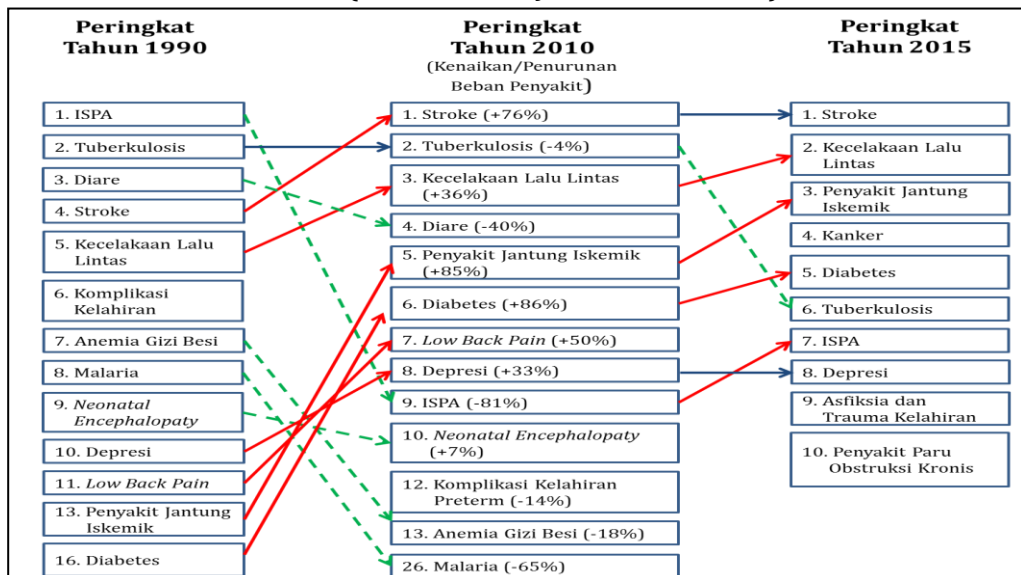 Peringkat
Tahun 1990
1. ISPA
2. Tuberkulosis
3. Diare
4. Stroke
5. Kecelakaan Lalu
Lintas
6. Komplikasi
Kelahiran
7. Anemia Gizi Besi
8. Malaria
9. Neonatal
Encephalopaty
10. Depresi
11. Low Back Pain
13. Penyakit Jantung
Iskemik
16. Diabetes
Peringkat
Tahun 2010
(Kenaikan/Penurunan
Beban Penyakit)
1. Stroke (+76%)
2. Tuberkulosis (-4%)
3. Kecelakaan Lalu Lintas
(+36%)
4. Diare (-40%)
5. Penyakit Jantung Iskemik
(+85%)
6. Diabetes (+86%)
7. Low Back Pain (+50%)
8. Depresi (+33%)
9. ISPA (-81%)
10. Neonatal Encephalopaty
(+7%)
12. Komplikasi Kelahiran
Preterm (-14%)
13. Anemia Gizi Besi (-18%)
26. Malaria (-65%)
Peringkat
Tahun 2015
1. Stroke
2. Kecelakaan Lalu
Lintas
3. Penyakit Jantung
Iskemik
4. Kanker
5. Diabetes
6. Tuberkulosis
7. ISPA
8. Depresi
9. Asfiksia dan
Trauma Kelahiran
10. Penyakit Paru
Obstruksi Kronis